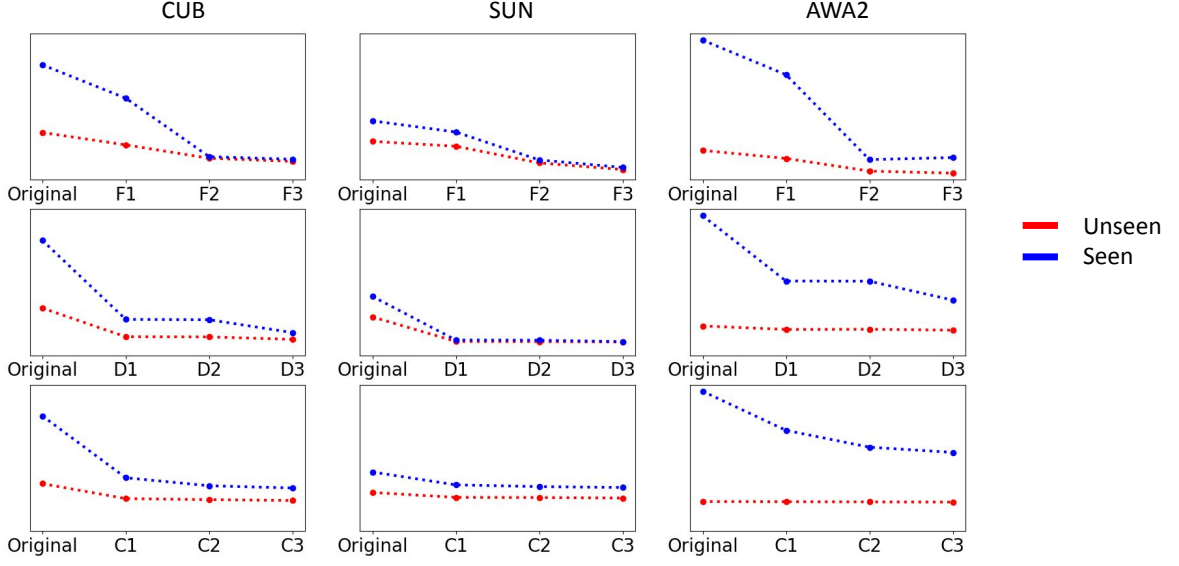 CUB SUN AWA2
Original F1 F2 F3 Original F1 F2 F3 Original F1 F2 F3
Unseen
Seen
Original D1 D2 D3 Original D1 D2 D3 Original D1 D2 D3
Original C1 C2 C3 Original C1 C2 C3 Original C1 C2 C3